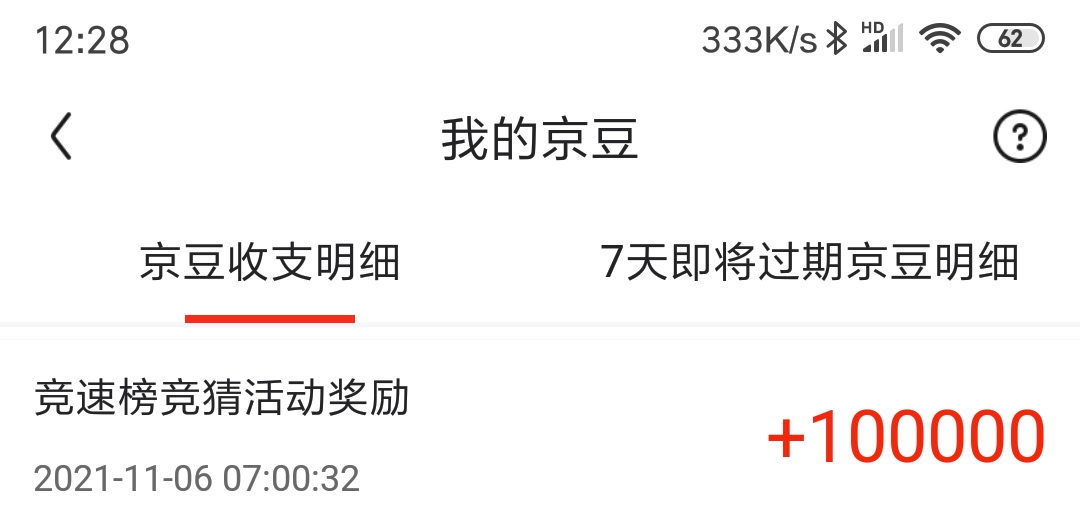 12:28 333K/s HD 62
我的京豆 ?
京豆收支明细 7天即将过期京豆明细
竞速榜竞猜活动奖励
+100000
2021-11-06 07:00:32